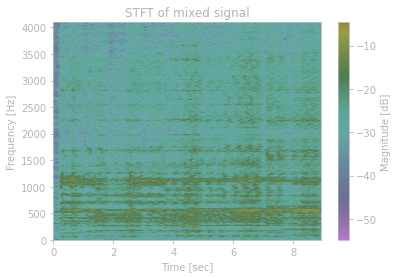 STFT of mixed signal
4000
3500
3000
2500
2000
1500
1000
500
0
Frequency [Hz]
0 2 4 6 8
Time [sec]
−10
−20
−30
−40
−50
Magnitude [dB]